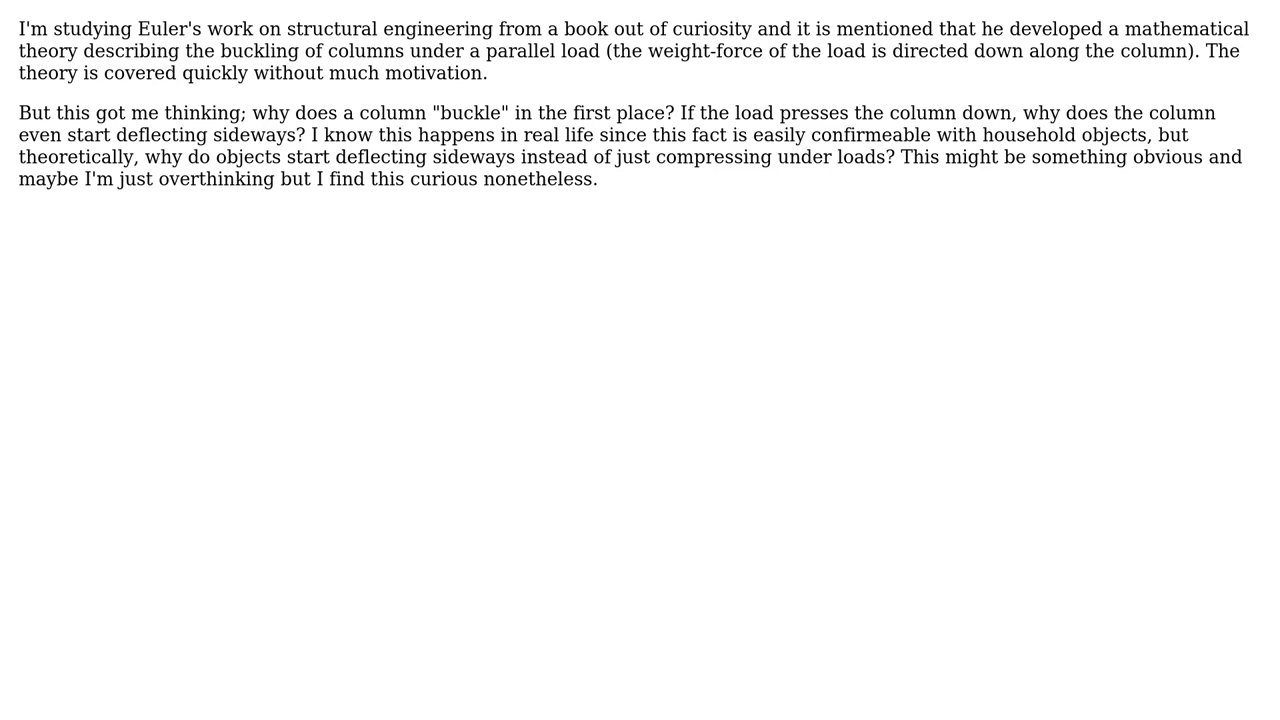 I'm studying Euler's work on structural engineering from a book out of curiosity and it is mentioned that he developed a mathematical
theory describing the buckling of columns under a parallel load (the weight-force of the load is directed down along the column). The
theory is covered quickly without much motivation.
But this got me thinking; why does a column "buckle" in the first place? If the load presses the column down, why does the column
even start deflecting sideways? I know this happens in real life since this fact is easily confirmeable with household objects, but
theoretically, why do objects start deflecting sideways instead of just compressing under loads? This might be something obvious and
maybe I'm just overthinking but I find this curious nonetheless.